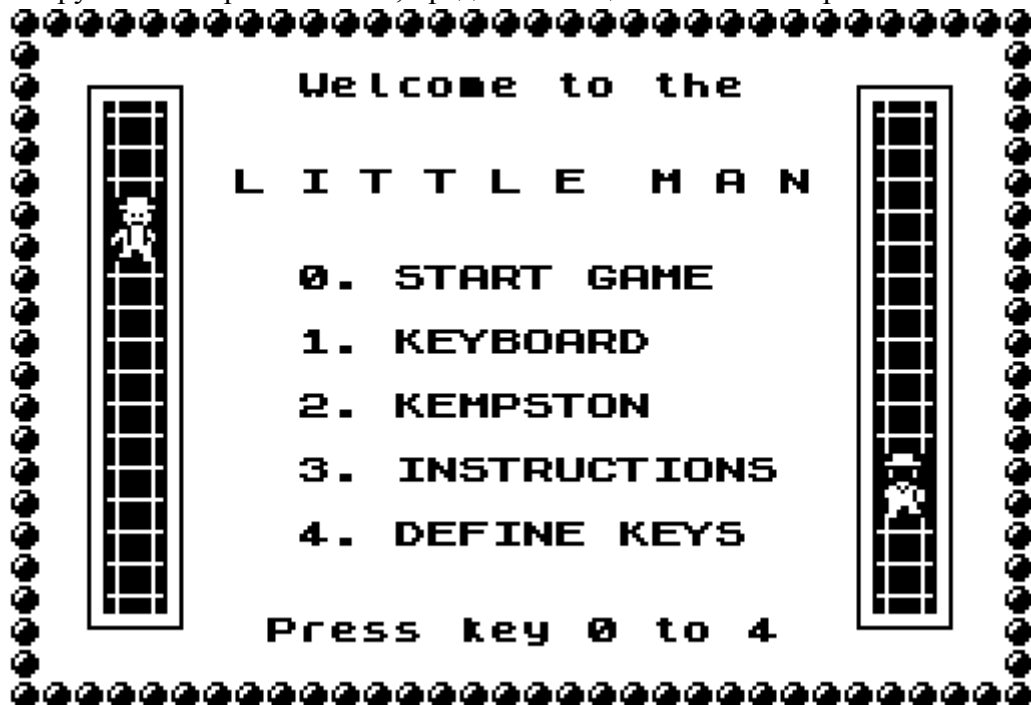 Welcome to the
L I T T L E M A N
0. START GAME
1. KEYBOARD
2. KEMPSTON
3. INSTRUCTIONS
4. DEFINE KEYS
Press key 0 to 4